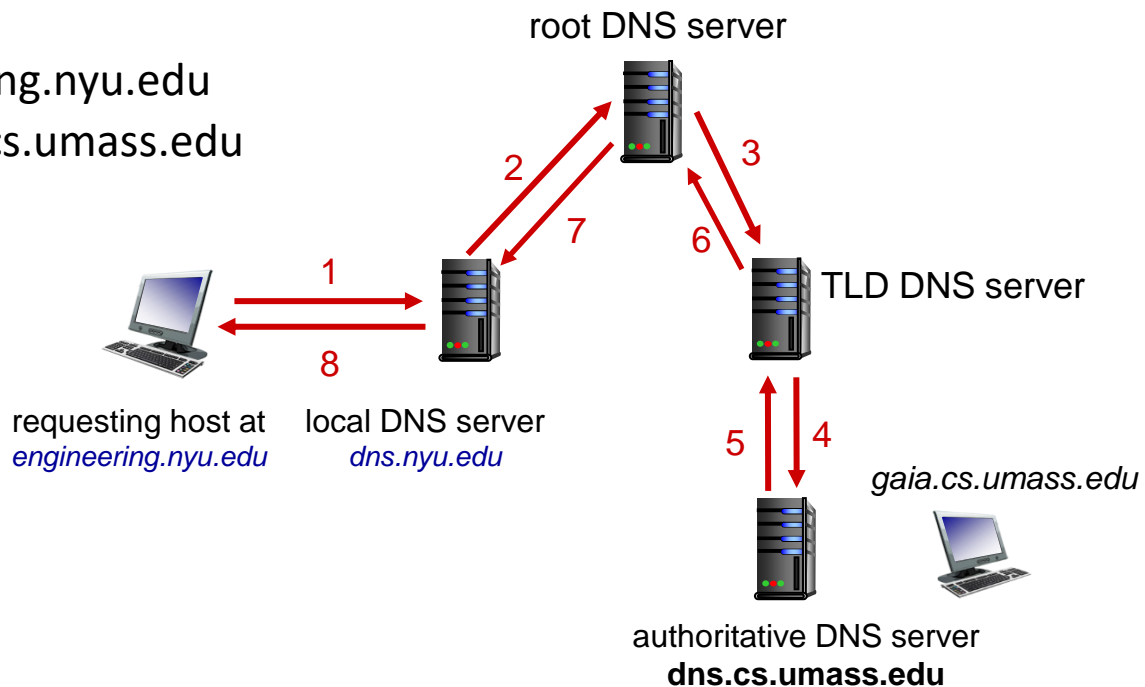 root DNS server
ng.nyu.edu
cs.umass.edu
2
3
7
6
1
TLD DNS server
8
requesting host at
engineering.nyu.edu
local DNS server
dns.nyu.edu
5
4
gaia.cs.umass.edu
authoritative DNS server
dns.cs.umass.edu